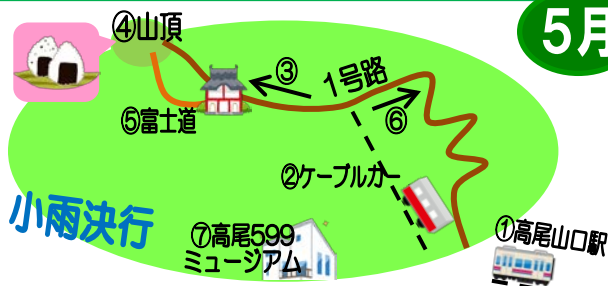 ④山頂
5月
③
1号路
⑤富士道
⑥
②ケーブルカー
小雨決行
⑦高尾599
ミュージアム
①高尾山口駅